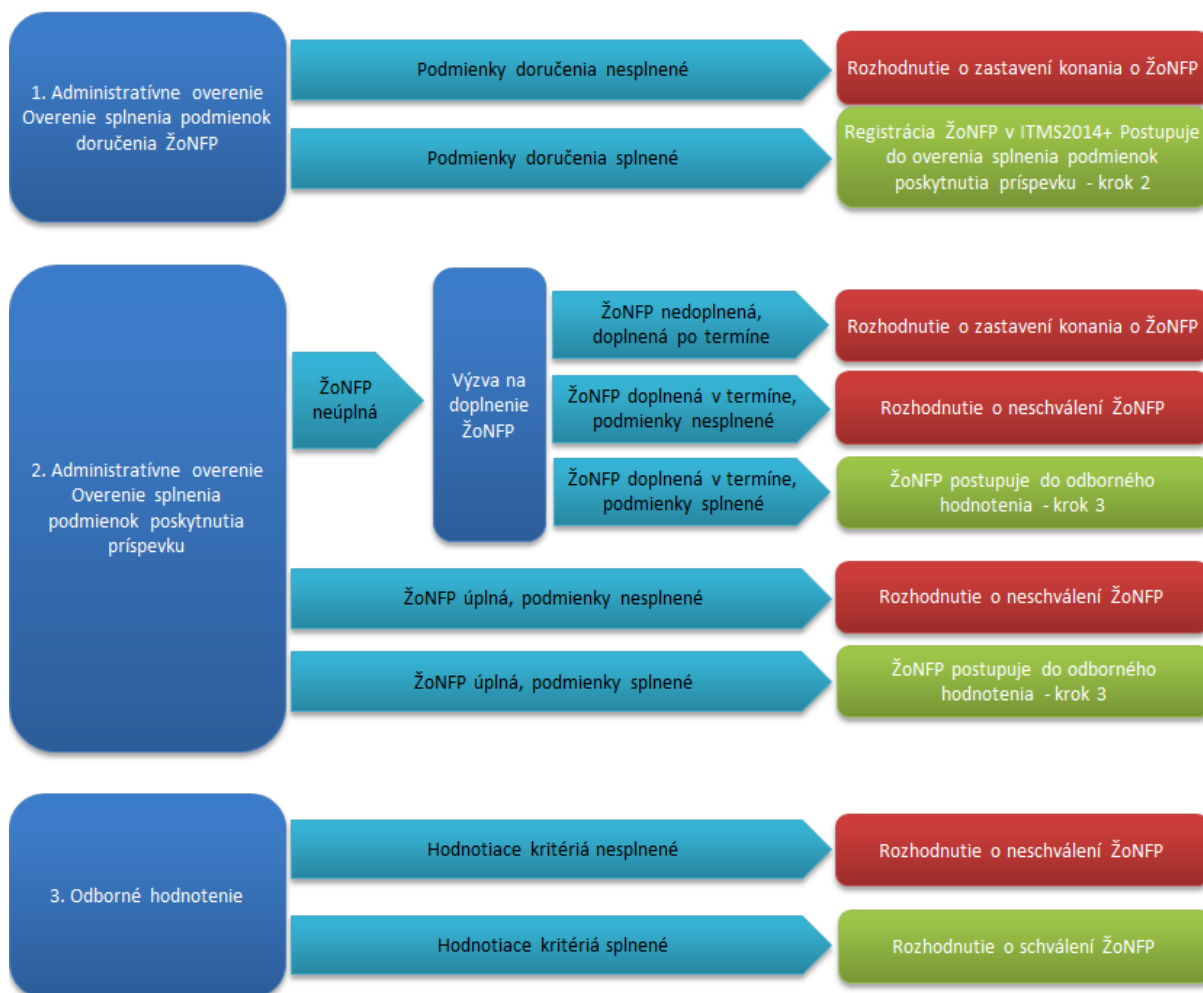 1. Administratívne overenie
Overenie splnenia podmienok
doručenia ŽoNFP
Podmienky doručenia nesplnené
Rozhodnutie o zastavení konania o ŽoNFP
Podmienky doručenia splnené
Registrácia ŽoNFP v ITMS2014+ Postupuje
do overenia splnenia podmienok
poskytnutia príspevku - krok 2
2. Administratívne overenie
Overenie splnenia
podmienok poskytnutia
príspevku
ŽoNFP
neúplná
Výzva na
doplnenie
ŽoNFP
ŽoNFP nedoplnená,
doplnená po termíne
Rozhodnutie o zastavení konania o ŽoNFP
ŽoNFP doplnená v termíne,
podmienky nesplnené
Rozhodnutie o neschválení ŽoNFP
ŽoNFP doplnená v termíne,
podmienky splnené
ŽoNFP postupuje do odborného
hodnotenia - krok 3
ŽoNFP úplná, podmienky nesplnené
Rozhodnutie o neschválení ŽoNFP
ŽoNFP úplná, podmienky splnené
ŽoNFP postupuje do odborného
hodnotenia - krok 3
3. Odborné hodnotenie
Hodnotiace kritériá nesplnené
Rozhodnutie o neschválení ŽoNFP
Hodnotiace kritériá splnené
Rozhodnutie o schválení ŽoNFP